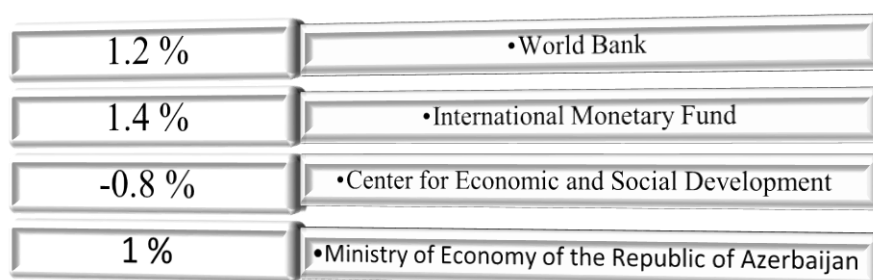 1.2 % •World Bank
1.4 % •International Monetary Fund
-0.8 % •Center for Economic and Social Development
1 % •Ministry of Economy of the Republic of Azerbaijan